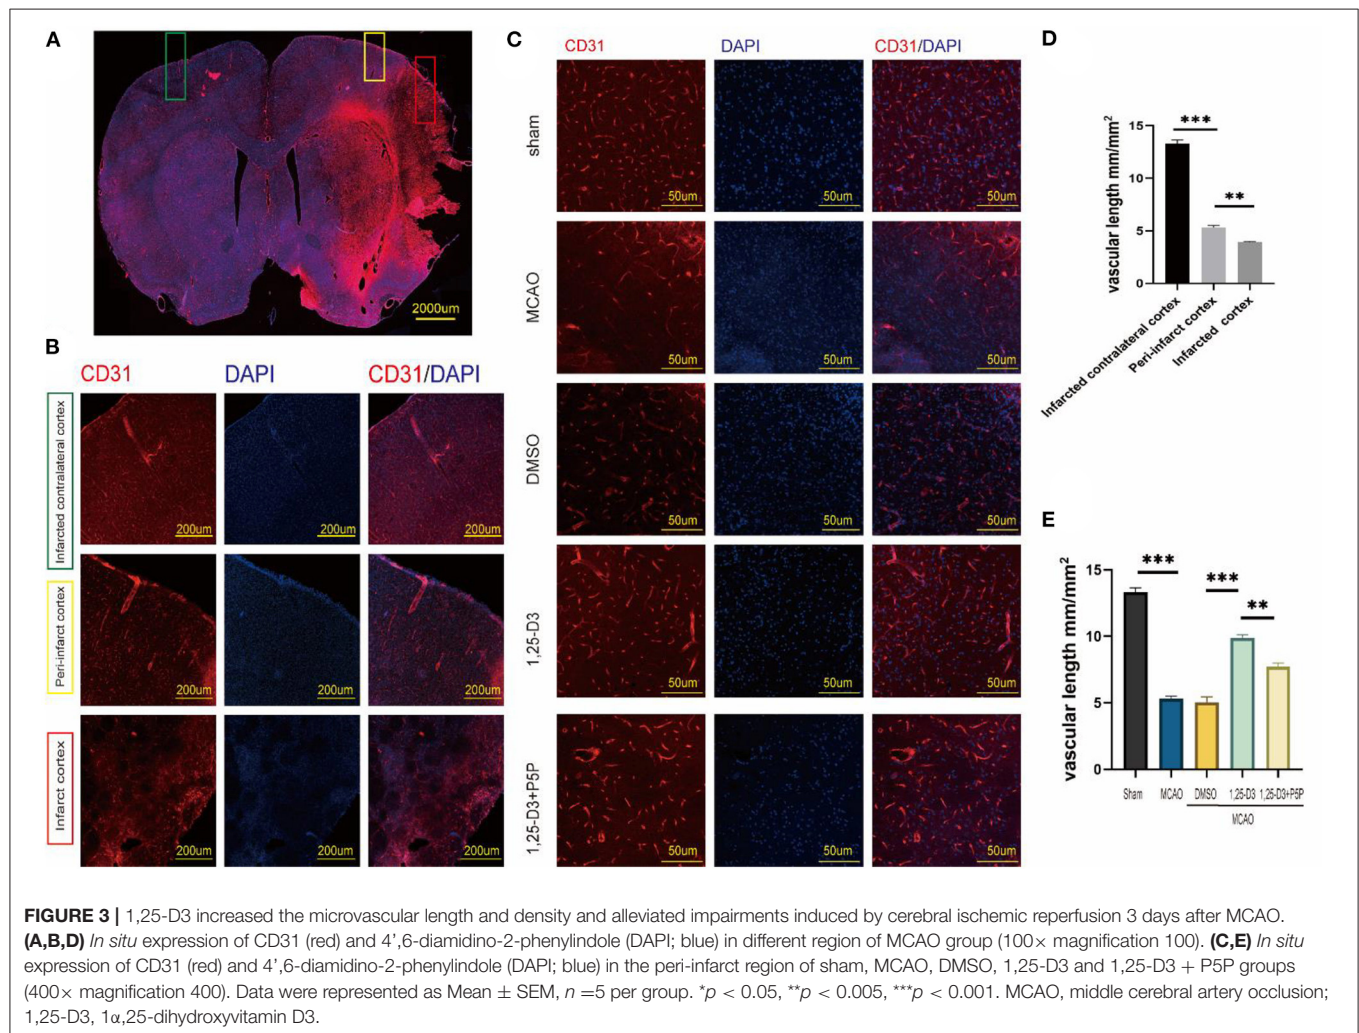 A
2000um
B
CD31 DAPI CD31/DAPI
Infarcted contralateral cortex
200um 200um 200um
Peri-infarct cortex
200um 200um 200um
Infarct cortex
200um 200um 200um
C
CD31 DAPI CD31/DAPI
sham
50um 50um 50um
MCAO
50um 50um 50um
DMSO
50um 50um 50um
1,25-D3
50um 50um 50um
1,25-D3+P5P
50um 50um 50um
D
vascular length mm/mm²
15
10
5
0
***
**
Infarcted contralateral cortex
Peri-infarct cortex
Infarcted cortex
E
vascular length mm/mm²
15
10
5
0
***
***
**
Sham MCAO DMSO 1,25-D3 1,25-D3+P5P
MCAO
FIGURE 3 | 1,25-D3 increased the microvascular length and density and alleviated impairments induced by cerebral ischemic reperfusion 3 days after MCAO.
(A,B,D) In situ expression of CD31 (red) and 4’,6-diamidino-2-phenylindole (DAPI; blue) in different region of MCAO group (100× magnification 100). (C,E) In situ
expression of CD31 (red) and 4’,6-diamidino-2-phenylindole (DAPI; blue) in the peri-infarct region of sham, MCAO, DMSO, 1,25-D3 and 1,25-D3 + P5P groups
(400× magnification 400). Data were represented as Mean ± SEM, n =5 per group. *p < 0.05, **p < 0.005, ***p < 0.001. MCAO, middle cerebral artery occlusion;
1,25-D3, 1α,25-dihydroxyvitamin D3.